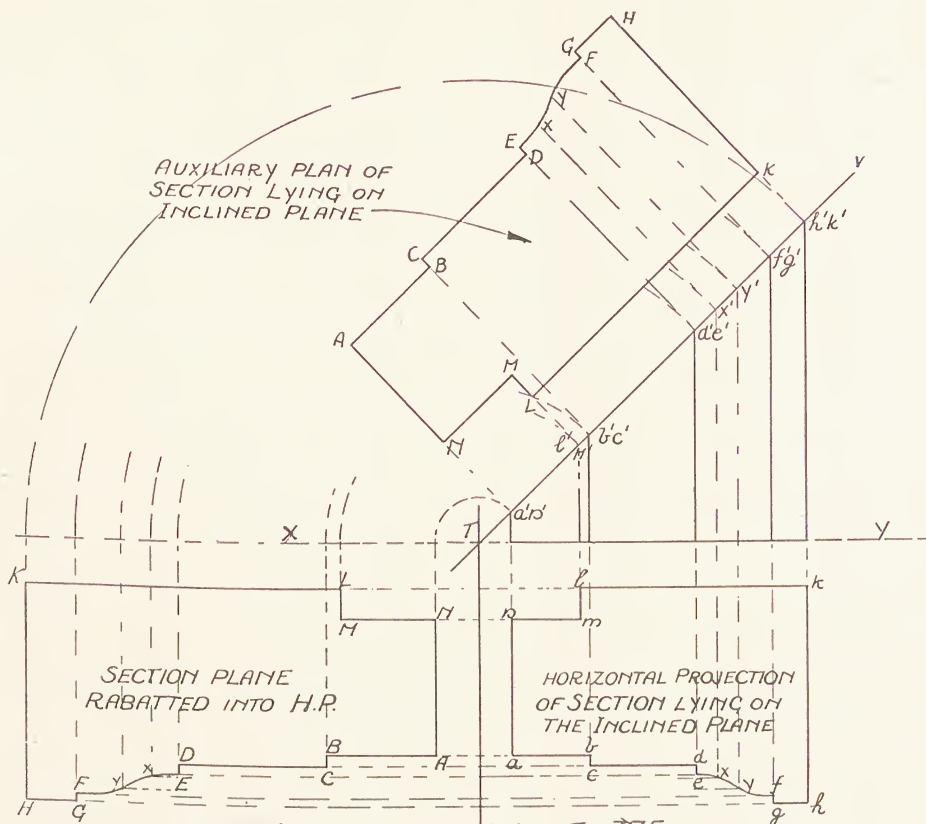 H
G F
Y
X
E D
K
V
AUXILIARY PLAN OF
SECTION LYING ON
INCLINED PLANE
h'k'
C B
f'g'
y'
x'
d'e'
A
M
L
N
l' M'
b'c'
a'n'
X
T
Y
K
L
l
k
M
N
n
m
SECTION PLANE
RABATTED INTO H.P.
HORIZONTAL PROJECTION
OF SECTION LYING ON
THE INCLINED PLANE
D
B
A
a
b
d
C
c
E
e
X
x
F
Y
y
f
H
G
g
h